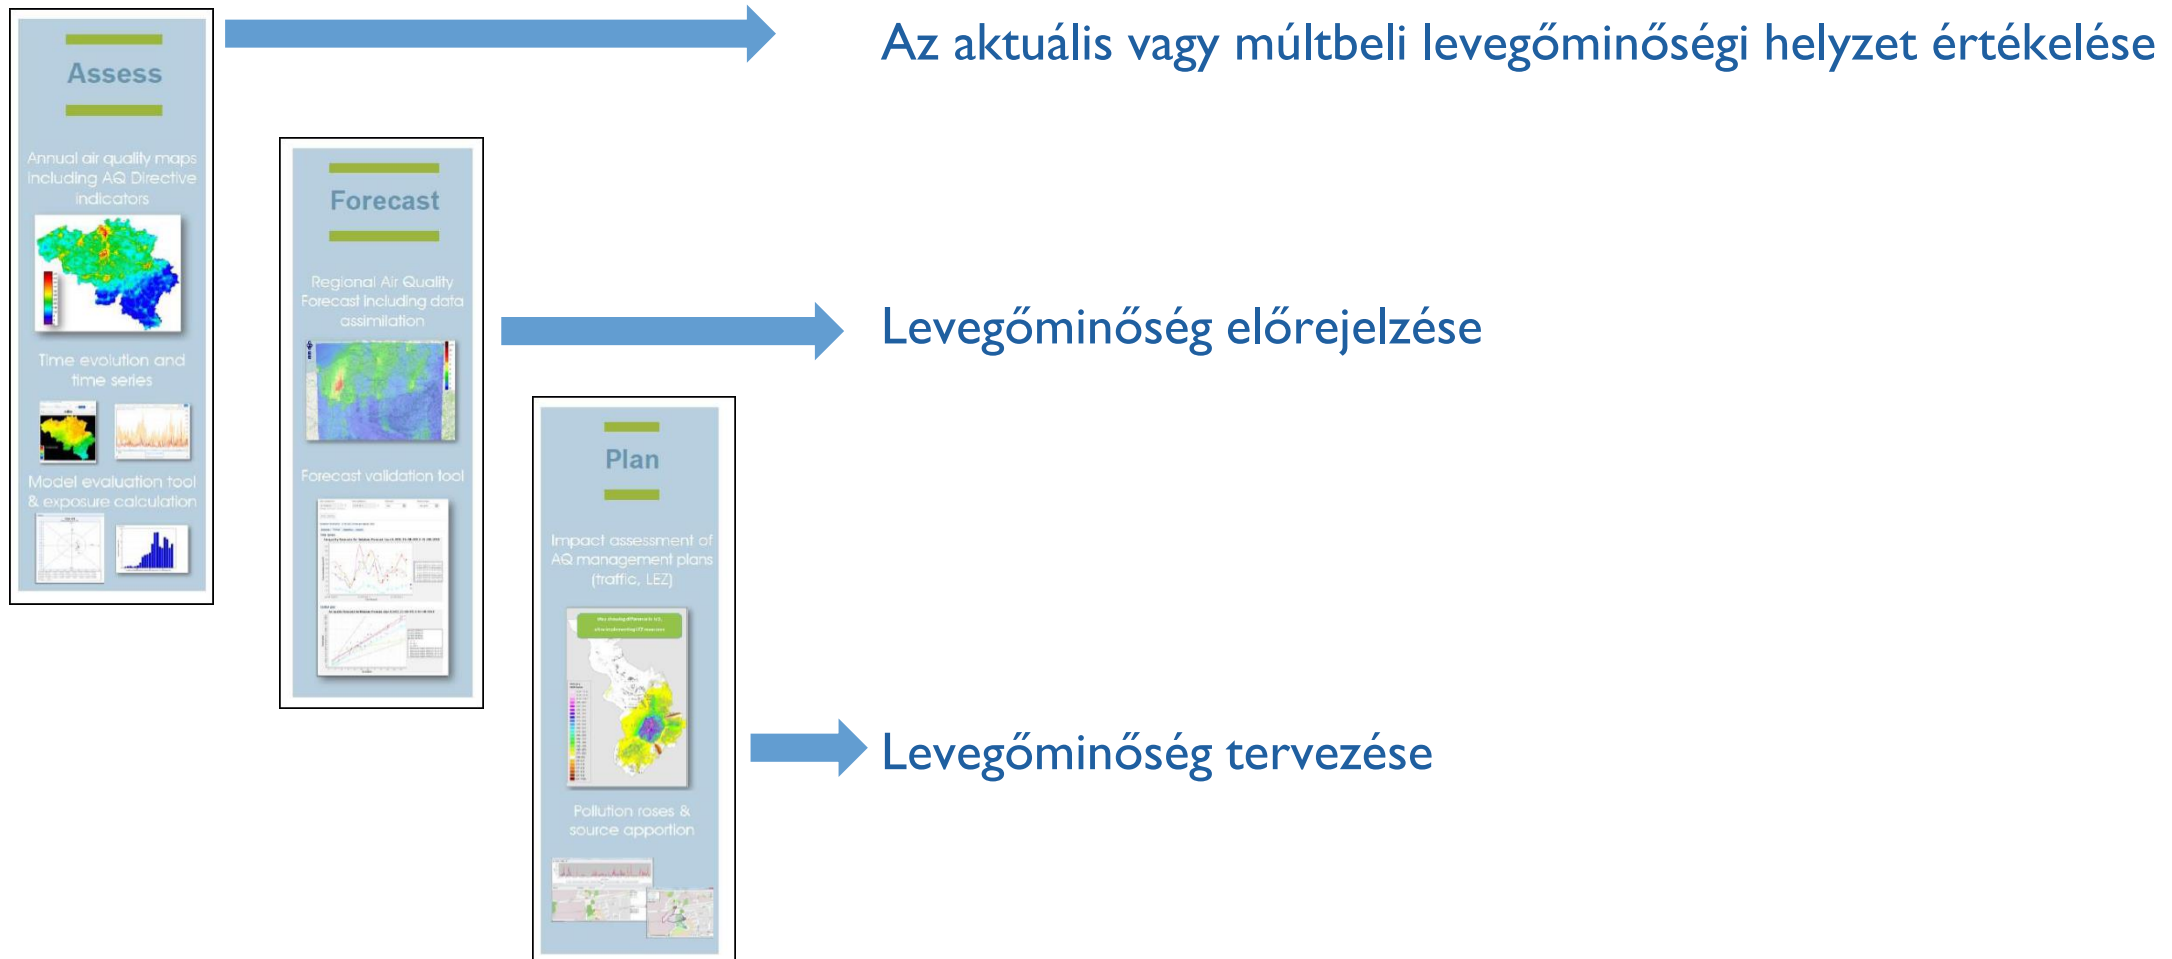 Assess
Annual air quality maps
including AQ Directive
indicators
Time evolution and
time series
Model evaluation tool
& exposure calculation
Az aktuális vagy múltbeli levegőminőségi helyzet értékelése
Forecast
Regional Air Quality
Forecast including data
assimilation
Forecast validation tool
Levegőminőség előrejelzése
Plan
Impact assessment of
AQ management plans
(traffic, LEZ)
Pollution roses &
source apportion
Levegőminőség tervezése